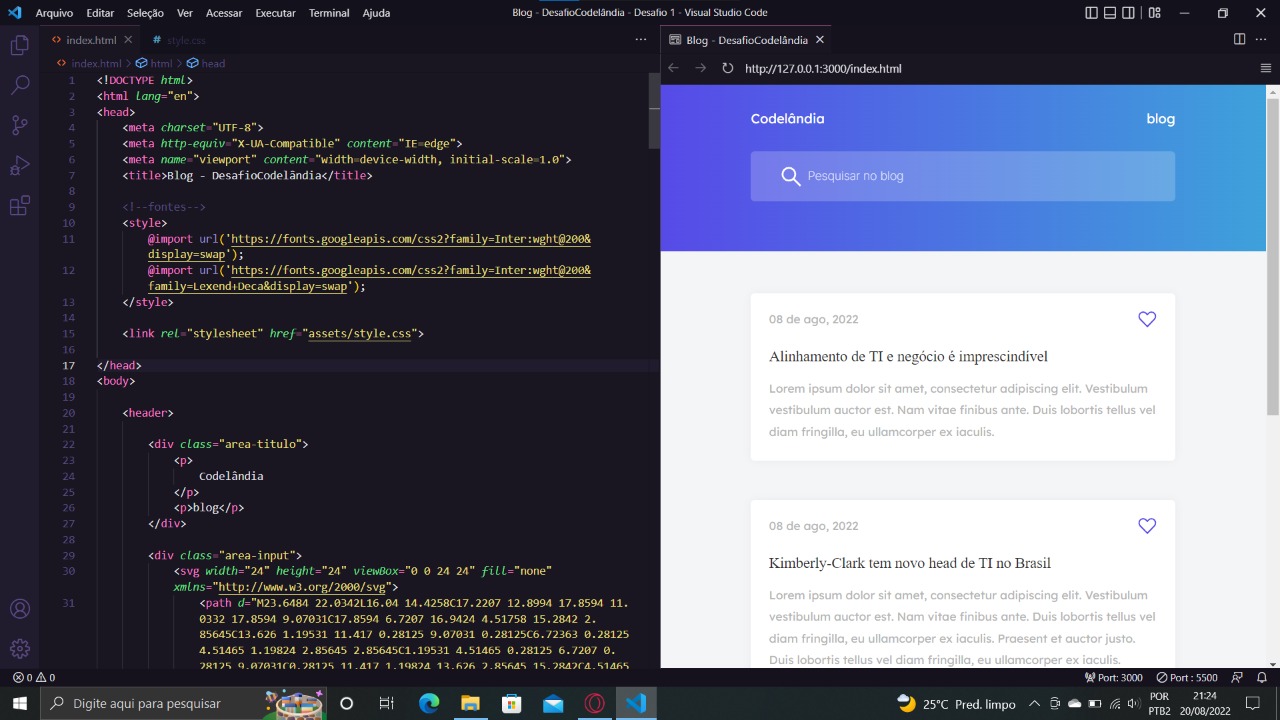 Arquivo Editar Seleção Ver Acessar Executar Terminal Ajuda
Blog - DesafioCodelândia - Desafio 1 - Visual Studio Code
index.html
style.css
index.html > html > head
1 <!DOCTYPE html>
2 <html lang="en">
3 <head>
4 <meta charset="UTF-8">
5 <meta http-equiv="X-UA-Compatible" content="IE=edge">
6 <meta name="viewport" content="width=device-width, initial-scale=1.0">
7 <title>Blog - DesafioCodelândia</title>
8
9 <!--fontes-->
10 <style>
11 @import url('https://fonts.googleapis.com/css2?family=Inter:wght@200&
display=swap');
12 @import url('https://fonts.googleapis.com/css2?family=Inter:wght@200&
family=Lexend+Deca&display=swap');
13 </style>
14
15 <link rel="stylesheet" href="assets/style.css">
16
17 </head>
18 <body>
19
20 <header>
21
22 <div class="area-titulo">
23 <p>
24 Codelândia
25 </p>
26 <p>blog</p>
27 </div>
28
29 <div class="area-input">
30 <svg width="24" height="24" viewBox="0 0 24 24" fill="none"
xmlns="http://www.w3.org/2000/svg">
31 <path d="M23.6484 22.0342L16.04 14.4258C17.2207 12.8994 17.8594 11.
0332 17.8594 9.07031C17.8594 6.7207 16.9424 4.51758 15.2842 2.
85645C13.626 1.19531 11.417 0.28125 9.07031 0.28125C6.72363 0.28125
4.51465 1.19824 2.85645 2.85645C1.19531 4.51465 0.28125 6.7207 0.
28125 9.07031C0.28125 11.417 1.19824 13.626 2.85645 15.2842C4.51465
Blog - DesafioCodelândia
http://127.0.0.1:3000/index.html
Codelândia
blog
Pesquisar no blog
08 de ago, 2022
Alinhamento de TI e negócio é imprescindível
Lorem ipsum dolor sit amet, consectetur adipiscing elit. Vestibulum
vestibulum auctor est. Nam vitae finibus ante. Duis lobortis tellus vel
diam fringilla, eu ullamcorper ex iaculis.
08 de ago, 2022
Kimberly-Clark tem novo head de TI no Brasil
Lorem ipsum dolor sit amet, consectetur adipiscing elit. Vestibulum
vestibulum auctor est. Nam vitae finibus ante. Duis lobortis tellus vel
diam fringilla, eu ullamcorper ex iaculis. Praesent et auctor justo.
Duis lobortis tellus vel diam fringilla, eu ullamcorper ex iaculis.
0 0
Port: 3000
Port : 5500
Digite aqui para pesquisar
25°C Pred. limpo
POR
PTB2
21:24
20/08/2022